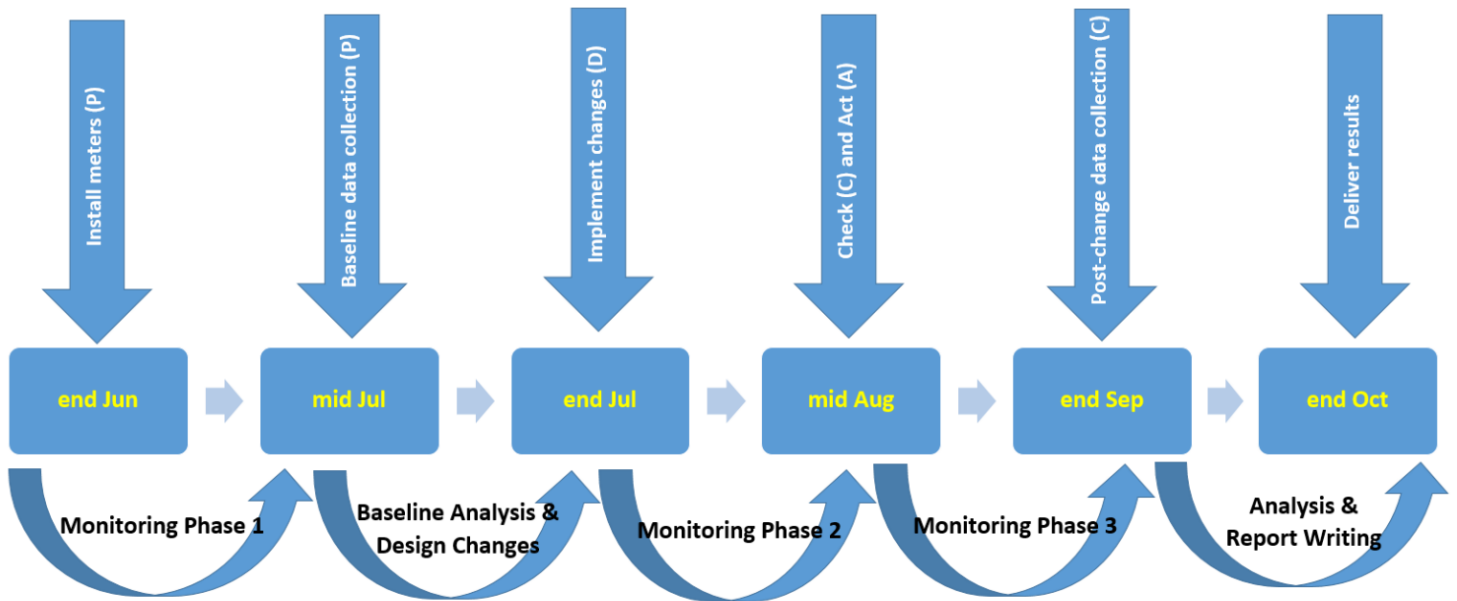 Install meters (P)
Baseline data collection (P)
Implement changes (D)
Check (C) and Act (A)
Post-change data collection (C)
Deliver results
end Jun
mid Jul
end Jul
mid Aug
end Sep
end Oct
Monitoring Phase 1
Baseline Analysis &
Design Changes
Monitoring Phase 2
Monitoring Phase 3
Analysis &
Report Writing